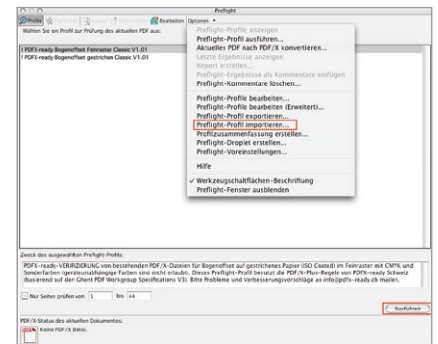 Preflight
Profile
Bearbeiten
Optionen
Wählen Sie ein Profil zur Prüfung des aktuellen PDF aus:
! PDFX-ready Bogenoffset Feinraster Classic V1.01
! PDFX-ready Bogenoffset gestrichen Classic V1.01
Preflight-Profile anzeigen
Preflight-Profil ausführen...
Aktuelles PDF nach PDF/X konvertieren...
Letzte Ergebnisse anzeigen
Report erstellen...
Preflight-Ergebnisse als Kommentare einfügen
Preflight-Kommentare löschen...
Preflight-Profile bearbeiten...
Preflight-Profile bearbeiten (Erweitert)...
Preflight-Profil exportieren...
Preflight-Profil importieren...
Profilzusammenfassung erstellen...
Preflight-Droplet erstellen...
Preflight-Voreinstellungen...
Hilfe
✓ Werkzeugschaltflächen-Beschriftung
Preflight-Fenster ausblenden
Zweck des ausgewählten Preflight-Profils:
PDFX-ready-VERIFIZIERUNG von bestehenden PDF/X-Dateien für Bogenoffset auf gestrichenes Papier (ISO Coated) im Feinraster mit CMYK und
Sonderfarben (geräteunabhängige Farben sind nicht erlaubt). Dieses Preflight-Profil benutzt die PDF/X-Plus-Regeln von PDFX-ready Schweiz
(basierend auf der Ghent PDF Workgroup Specifications V3). Bitte Probleme und Verbesserungsvorschläge an info@pdfx-ready.ch mailen.
Nur Seiten prüfen von 1 bis
Ausführen
PDF/X-Status des aktuellen Dokumentes:
Keine PDF/X Datei.